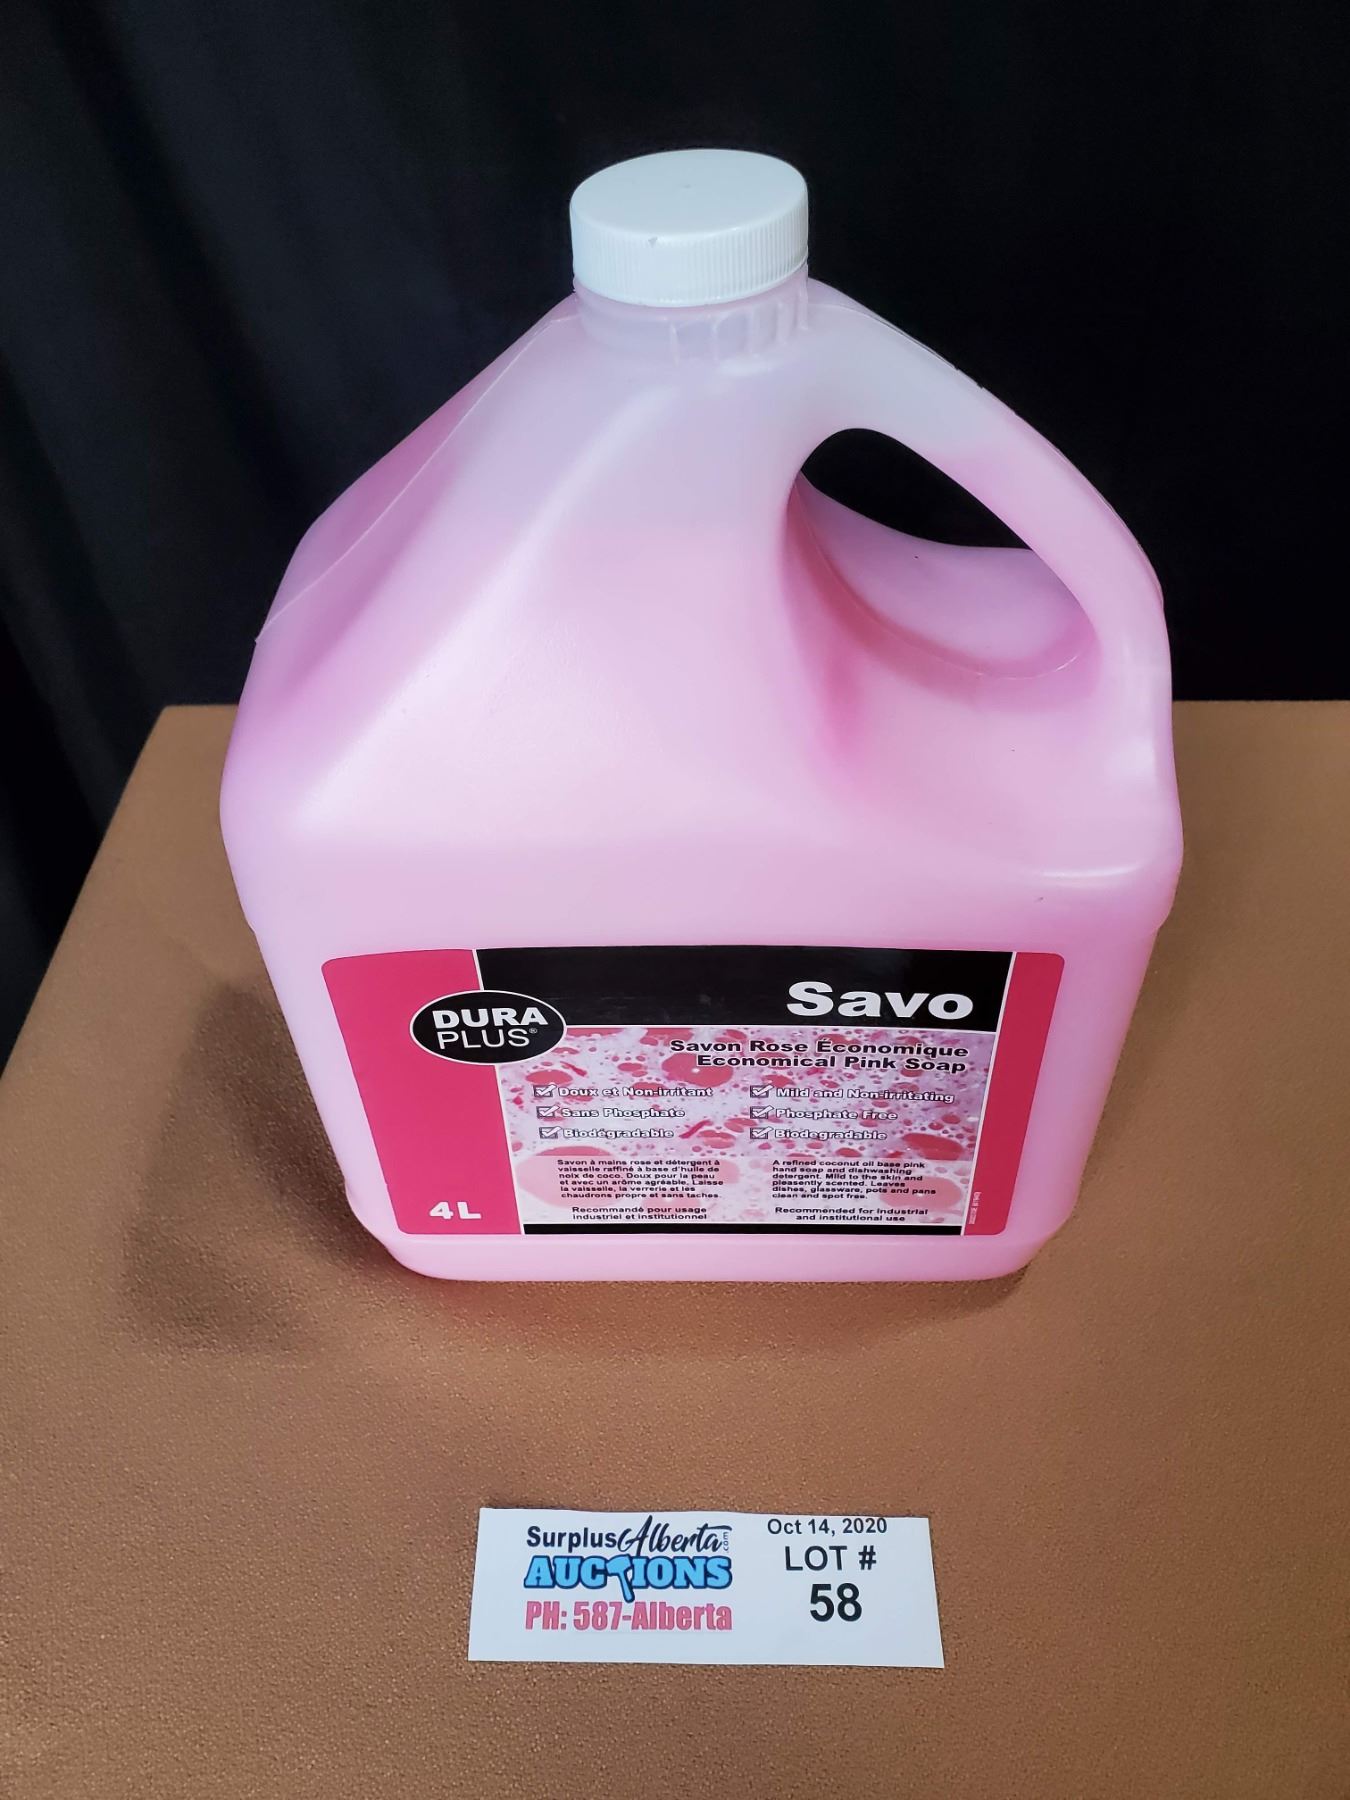 Savo
DURA
PLUS®
Savon Rose Économique
Economical Pink Soap
Doux et Non-irritant
Sans Phosphate
Biodégradable
Mild and Non-irritating
Phosphate Free
Biodegradable
Savon à mains rose et détergent à
vaisselle raffiné à base d'huile de
noix de coco. Doux pour la peau
et avec un arôme agréable. Laisse
la vaisselle, la verrerie et les
chaudrons propre et sans taches.
Recommandé pour usage
industriel et institutionnel
A refined coconut oil base pink
hand soap and dishwashing
detergent. Mild to the skin and
pleasently scented. Leaves
dishes, glassware, pots and pans
clean and spot free.
Recommended for industrial
and institutional use
4L
SurplusAlberta.com
AUCTIONS
PH: 587-Alberta
Oct 14, 2020
LOT #
58